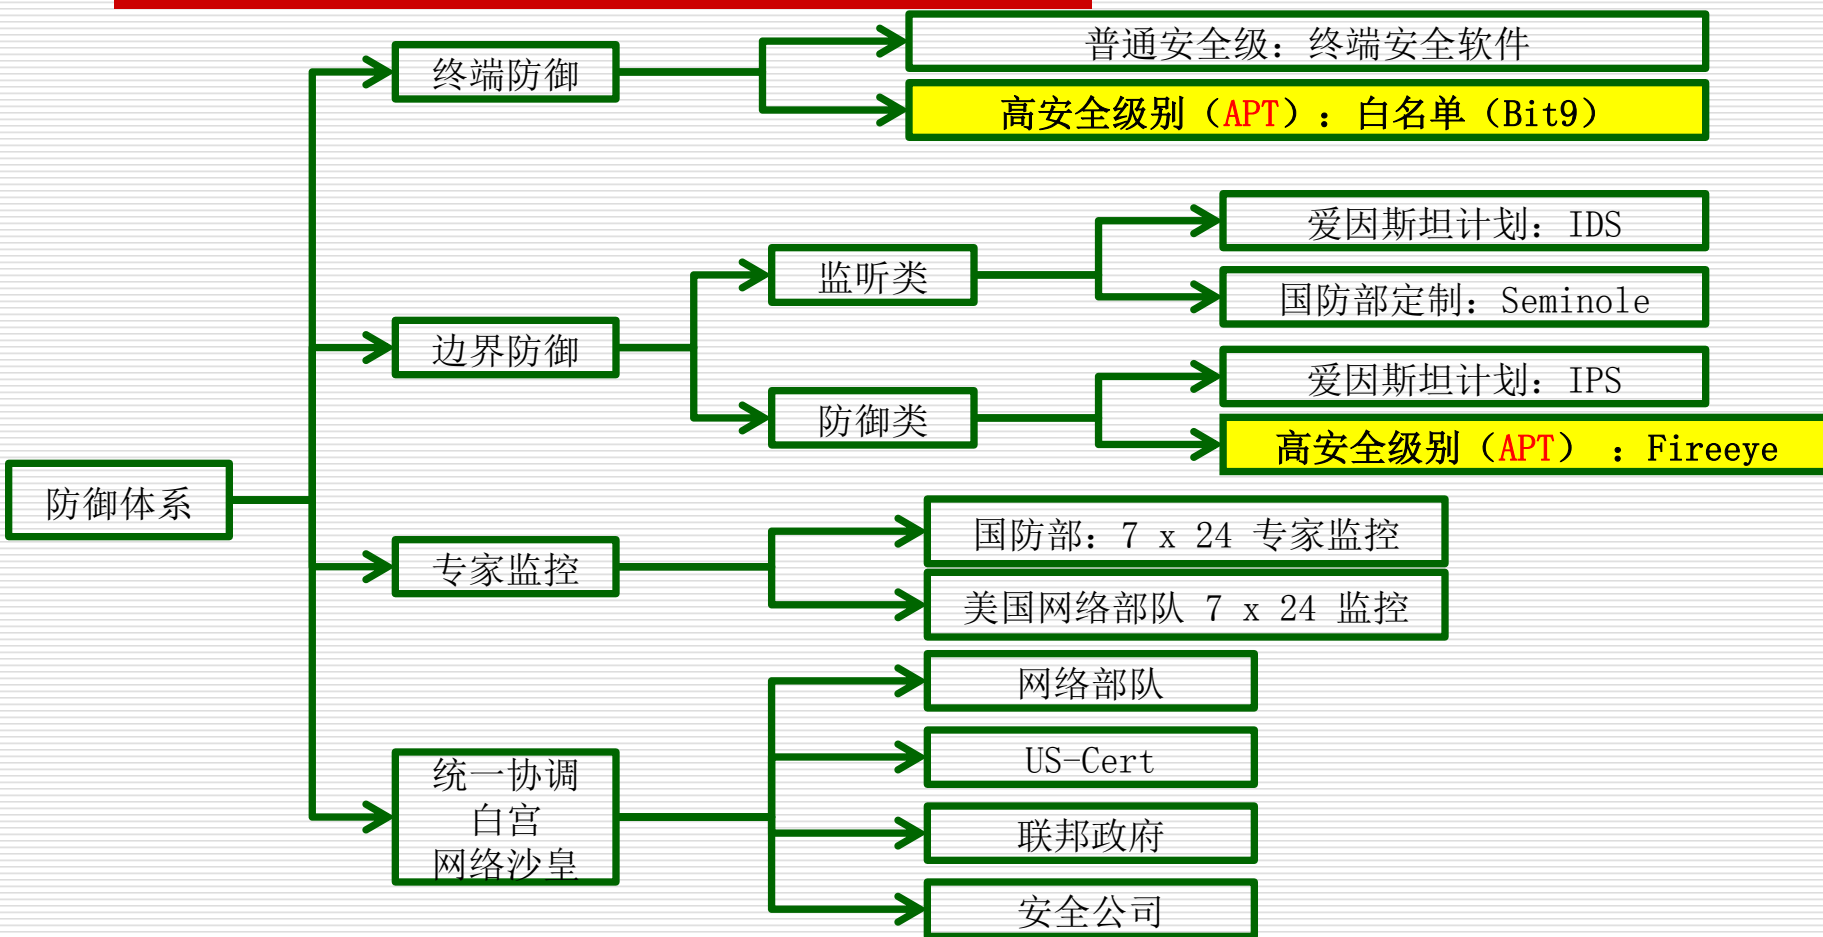 普通安全级：终端安全软件
终端防御
高安全级别（APT）：白名单（Bit9）
爱因斯坦计划：IDS
监听类
国防部定制：Seminole
边界防御
爱因斯坦计划：IPS
防御类
高安全级别（APT） ：Fireeye
防御体系
国防部：7 x 24 专家监控
专家监控
美国网络部队 7 x 24 监控
网络部队
US-Cert
统一协调
白宫
网络沙皇
联邦政府
安全公司